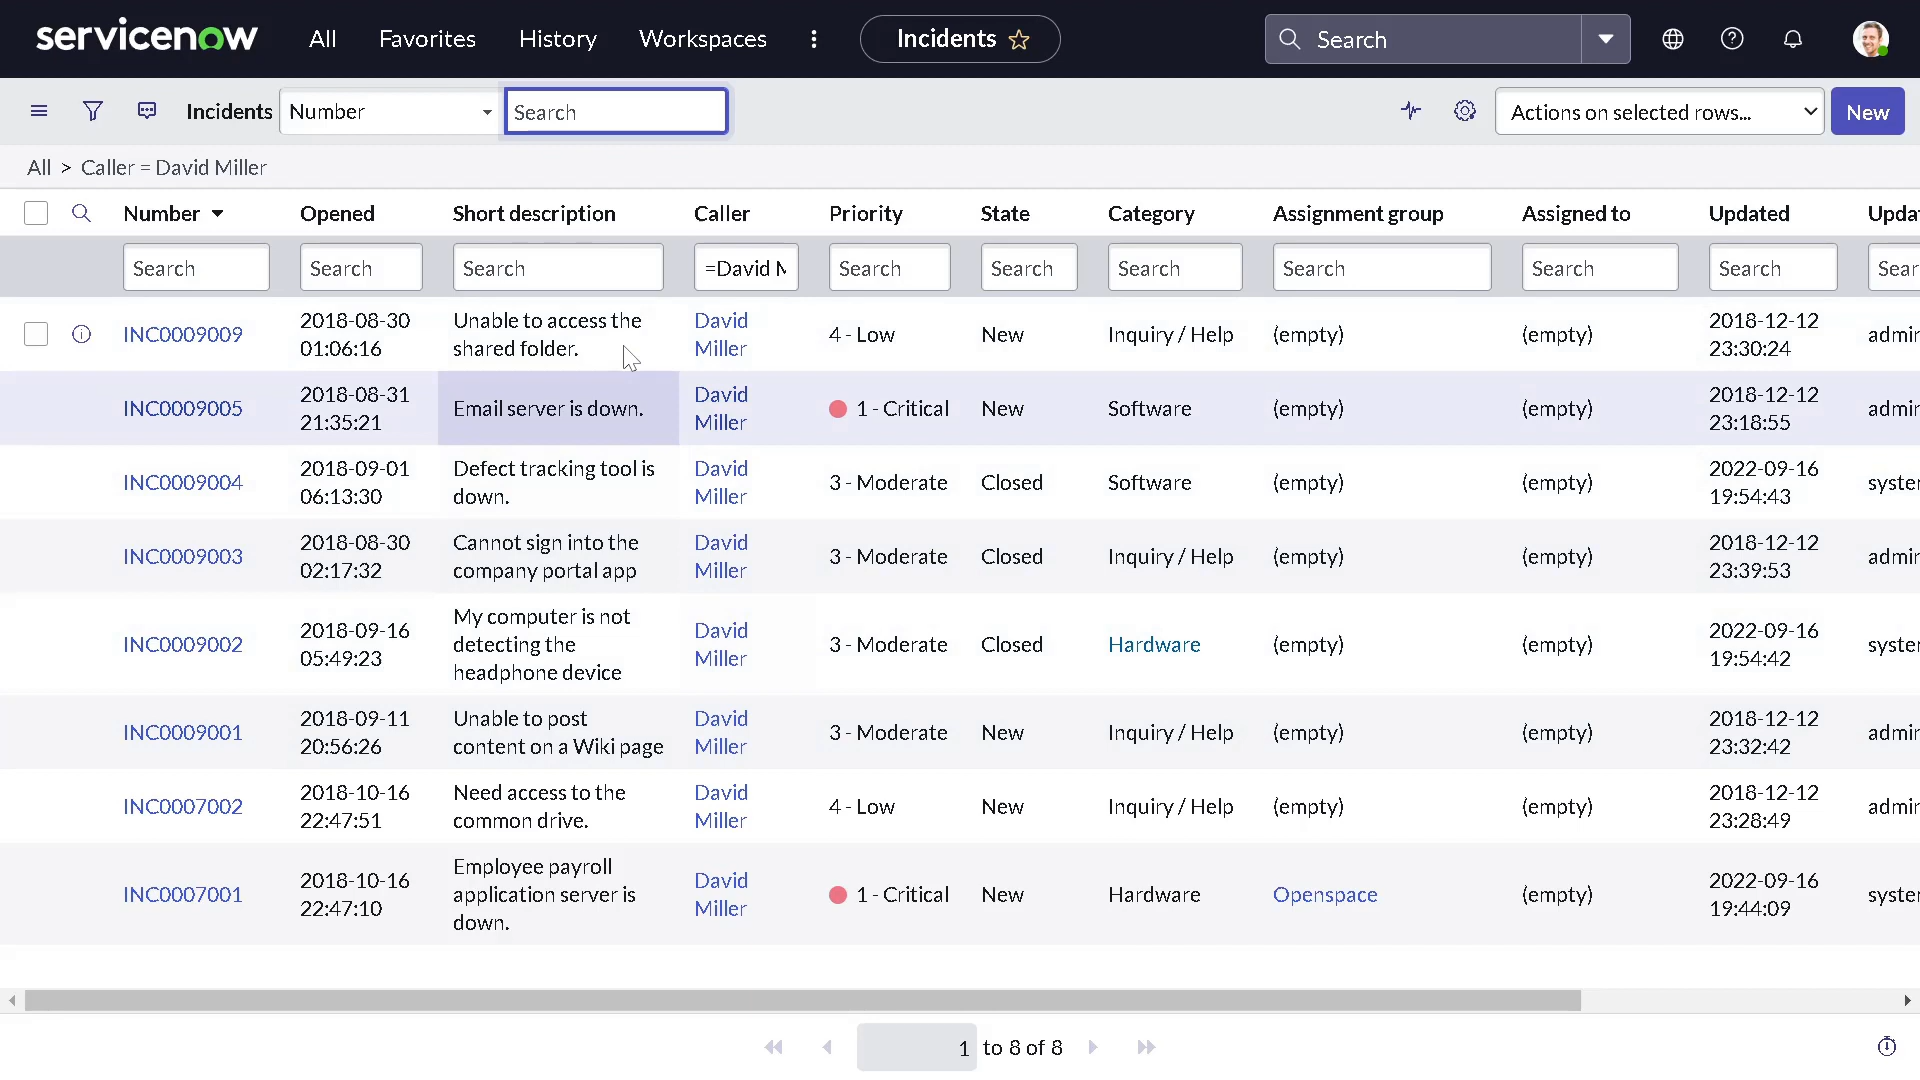 servicenow All Favorites History Workspaces Incidents Search
Incidents Number Search Actions on selected rows... New
All > Caller = David Miller
Number Opened Short description Caller Priority State Category Assignment group Assigned to Updated Upda
Search Search Search =David M Search Search Search Search Search Search Sear
INC0009009 2018-08-30 01:06:16 Unable to access the shared folder. David Miller 4 - Low New Inquiry / Help (empty) (empty) 2018-12-12 23:30:24 admin
INC0009005 2018-08-31 21:35:21 Email server is down. David Miller 1 - Critical New Software (empty) (empty) 2018-12-12 23:18:55 admin
INC0009004 2018-09-01 06:13:30 Defect tracking tool is down. David Miller 3 - Moderate Closed Software (empty) (empty) 2022-09-16 19:54:43 syste
INC0009003 2018-08-30 02:17:32 Cannot sign into the company portal app David Miller 3 - Moderate Closed Inquiry / Help (empty) (empty) 2018-12-12 23:39:53 admin
INC0009002 2018-09-16 05:49:23 My computer is not detecting the headphone device David Miller 3 - Moderate Closed Hardware (empty) (empty) 2022-09-16 19:54:42 syste
INC0009001 2018-09-11 20:56:26 Unable to post content on a Wiki page David Miller 3 - Moderate New Inquiry / Help (empty) (empty) 2018-12-12 23:32:42 admin
INC0007002 2018-10-16 22:47:51 Need access to the common drive. David Miller 4 - Low New Inquiry / Help (empty) (empty) 2018-12-12 23:28:49 admin
INC0007001 2018-10-16 22:47:10 Employee payroll application server is down. David Miller 1 - Critical New Hardware Openspace (empty) 2022-09-16 19:44:09 syste
1 to 8 of 8